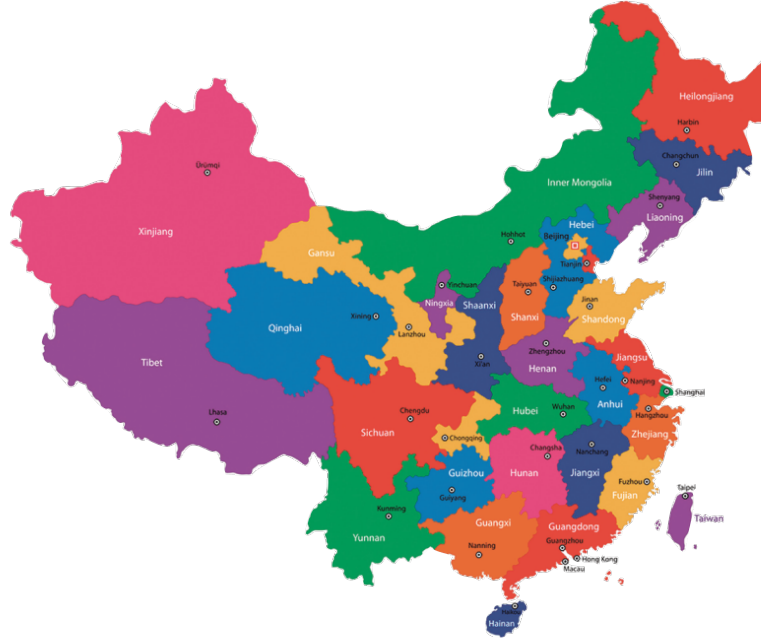 Heilongjiang
Harbin
Changchun
Jilin
Ürümqi
Inner Mongolia
Shenyang
Liaoning
Xinjiang
Hebei
Beijing
Hohhot
Gansu
Tianjin
Shijiazhuang
Yinchuan
Taiyuan
Ningxia
Shaanxi
Jinan
Xining
Shanxi
Shandong
Qinghai
Lanzhou
Zhengzhou
Xi'an
Henan
Jiangsu
Tibet
Hefei
Nanjing
Shanghai
Anhui
Lhasa
Chengdu
Hubei
Wuhan
Hangzhou
Sichuan
Chongqing
Zhejiang
Changsha
Nanchang
Guizhou
Hunan
Jiangxi
Guiyang
Fuzhou
Fujian
Taipei
Kunming
Taiwan
Guangxi
Guangdong
Yunnan
Guangzhou
Nanning
Hong Kong
Macau
Haikou
Hainan